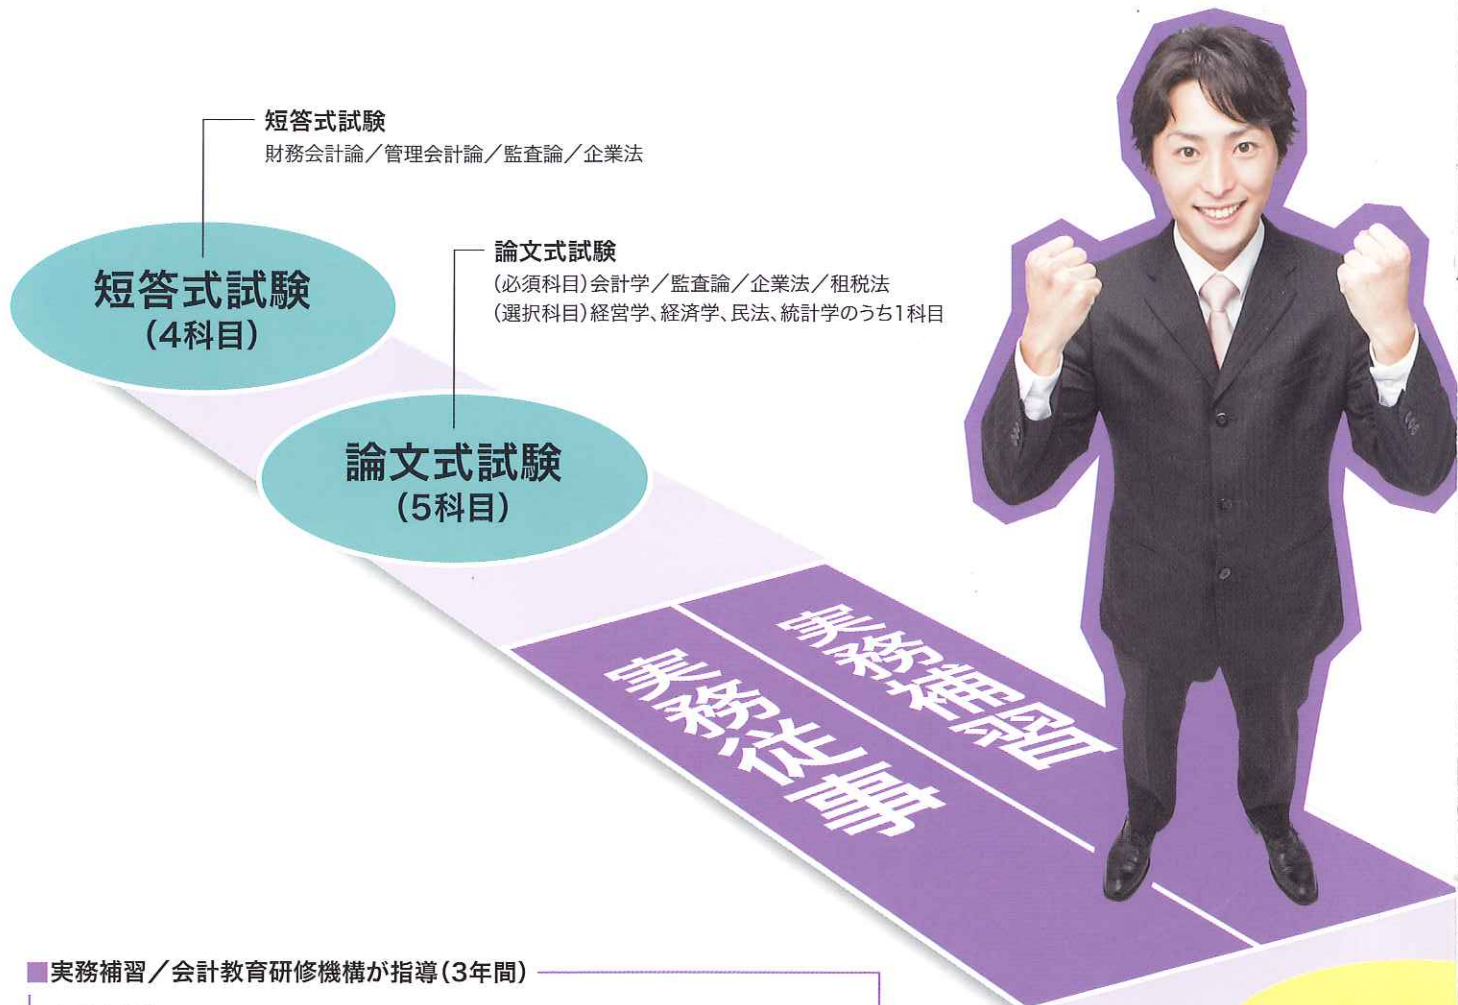 短答式試験
財務会計論／管理会計論／監査論／企業法
短答式試験
(4科目)
論文式試験
(必須科目)会計学／監査論／企業法／租税法
(選択科目)経営学、経済学、民法、統計学のうち1科目
論文式試験
(5科目)
実務補習
実務従事
■実務補習／会計教育研修機構が指導(3年間)